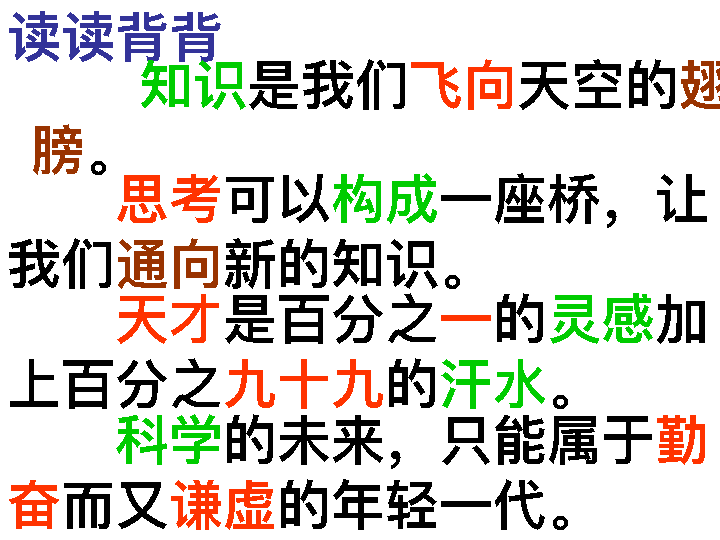 读读背背
知识是我们飞向天空的翅
膀。
思考可以构成一座桥，让
我们通向新的知识。
天才是百分之一的灵感加
上百分之九十九的汗水。
科学的未来，只能属于勤
奋而又谦虚的年轻一代。